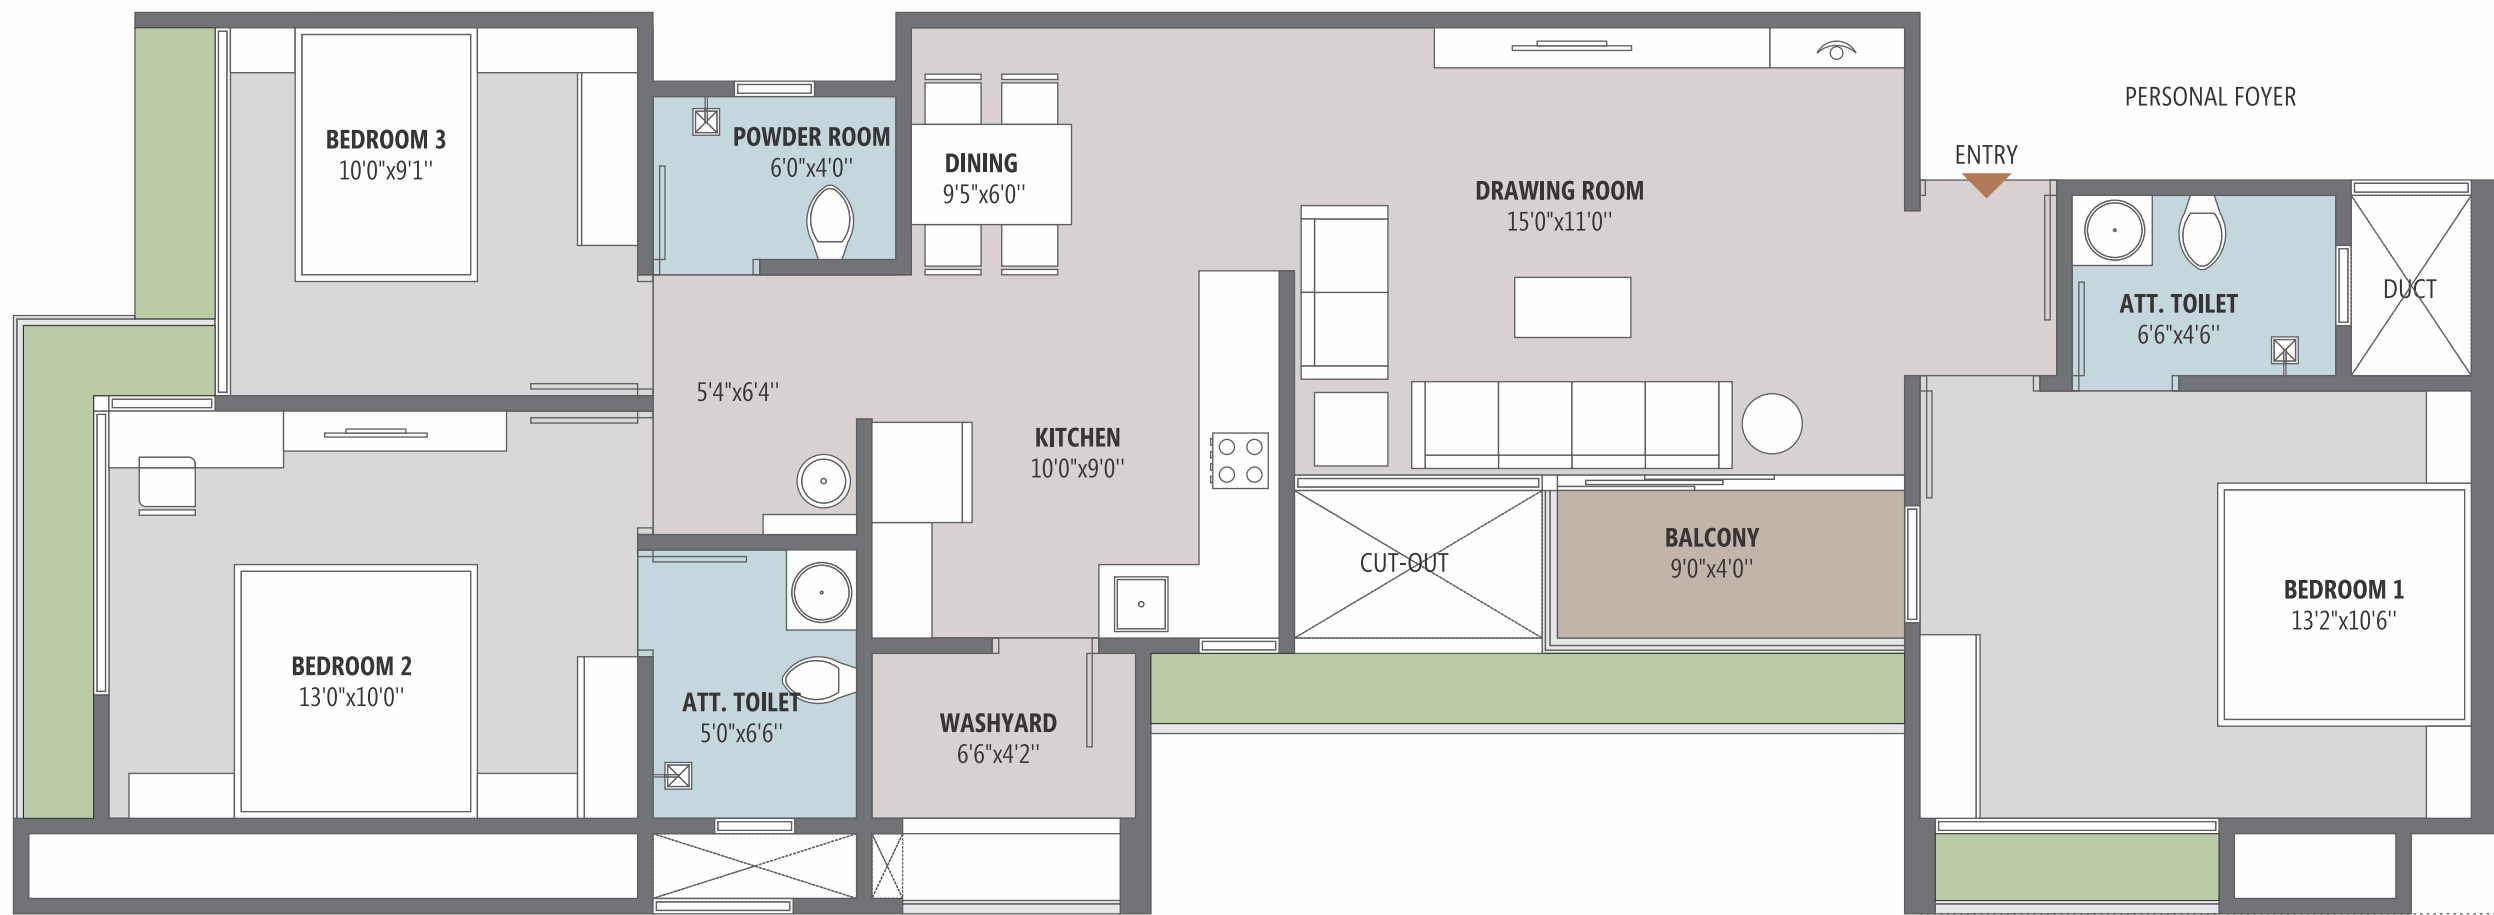 PERSONAL FOYER
ENTRY
BEDROOM 3
10'0"x9'1''
POWDER ROOM
6'0"x4'0''
DINING
9'5"x6'0''
DRAWING ROOM
15'0"x11'0''
ATT. TOILET
6'6"x4'6''
DUCT
5'4"x6'4''
KITCHEN
10'0"x9'0''
CUT-OUT
BALCONY
9'0"x4'0''
BEDROOM 1
13'2"x10'6''
BEDROOM 2
13'0"x10'0''
ATT. TOILET
5'0"x6'6''
WASHYARD
6'6"x4'2''